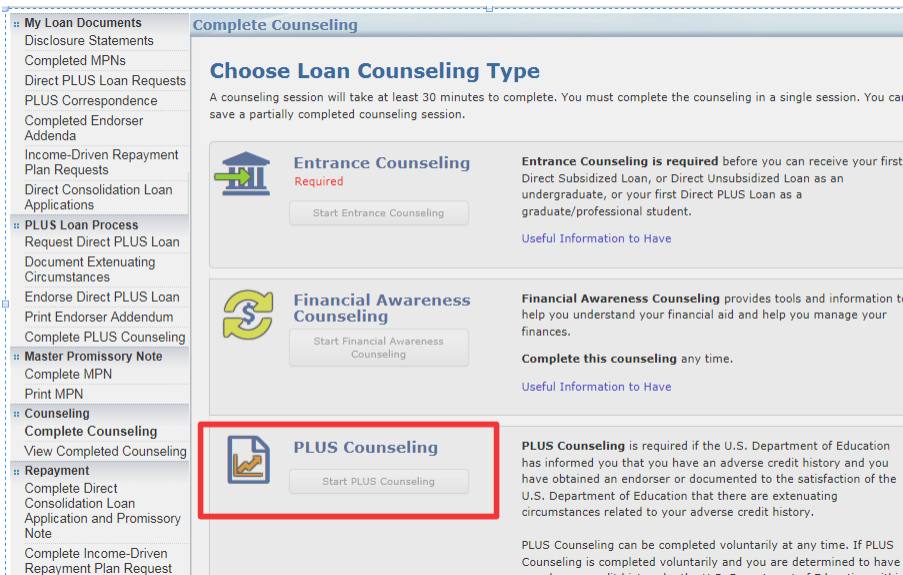 My Loan Documents
Disclosure Statements
Completed MPNs
Direct PLUS Loan Requests
PLUS Correspondence
Completed Endorser
Addenda
Income-Driven Repayment
Plan Requests
Direct Consolidation Loan
Applications
PLUS Loan Process
Request Direct PLUS Loan
Document Extenuating
Circumstances
Endorse Direct PLUS Loan
Print Endorser Addendum
Complete PLUS Counseling
Master Promissory Note
Complete MPN
Print MPN
Counseling
Complete Counseling
View Completed Counseling
Repayment
Complete Direct
Consolidation Loan
Application and Promissory
Note
Complete Income-Driven
Repayment Plan Request
Complete Counseling
Choose Loan Counseling Type
A counseling session will take at least 30 minutes to complete. You must complete the counseling in a single session. You
save a partially completed counseling session.
Entrance Counseling
Required
Start Entrance Counseling
Entrance Counseling is required before you can receive your first
Direct Subsidized Loan, or Direct Unsubsidized Loan as an
undergraduate, or your first Direct PLUS Loan as a
graduate/professional student.
Useful Information to Have
Financial Awareness
Counseling
Start Financial Awareness
Counseling
Financial Awareness Counseling provides tools and information
help you understand your financial aid and help you manage your
finances.
Complete this counseling any time.
Useful Information to Have
PLUS Counseling
Start PLUS Counseling
PLUS Counseling is required if the U.S. Department of Education
has informed you that you have an adverse credit history and you
have obtained an endorser or documented to the satisfaction of the
U.S. Department of Education that there are extenuating
circumstances related to your adverse credit history.
PLUS Counseling can be completed voluntarily at any time. If PLUS
Counseling is completed voluntarily and you are determined to have